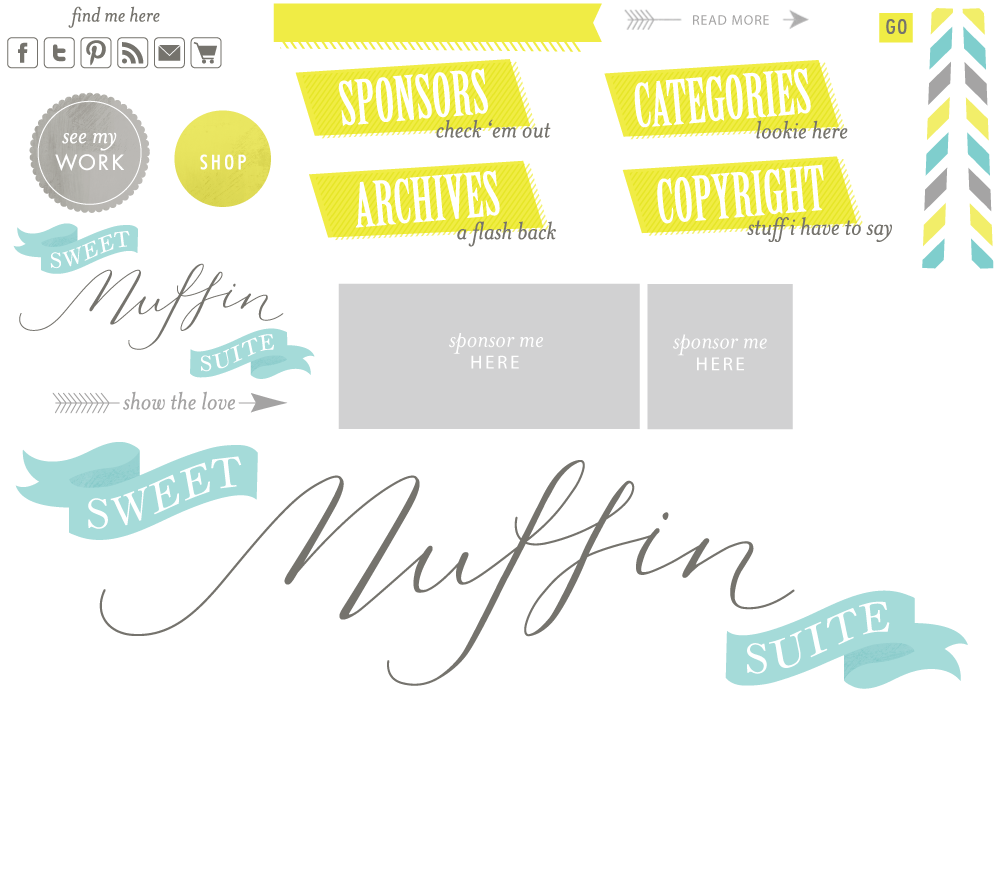 find me here
READ MORE
GO
SPONSORS
check ‘em out
CATEGORIES
lookie here
see my
WORK
SHOP
ARCHIVES
a flash back
COPYRIGHT
stuff i have to say
SWEET
Muffin
SUITE
sponsor me
HERE
sponsor me
HERE
show the love
SWEET
Muffin
SUITE